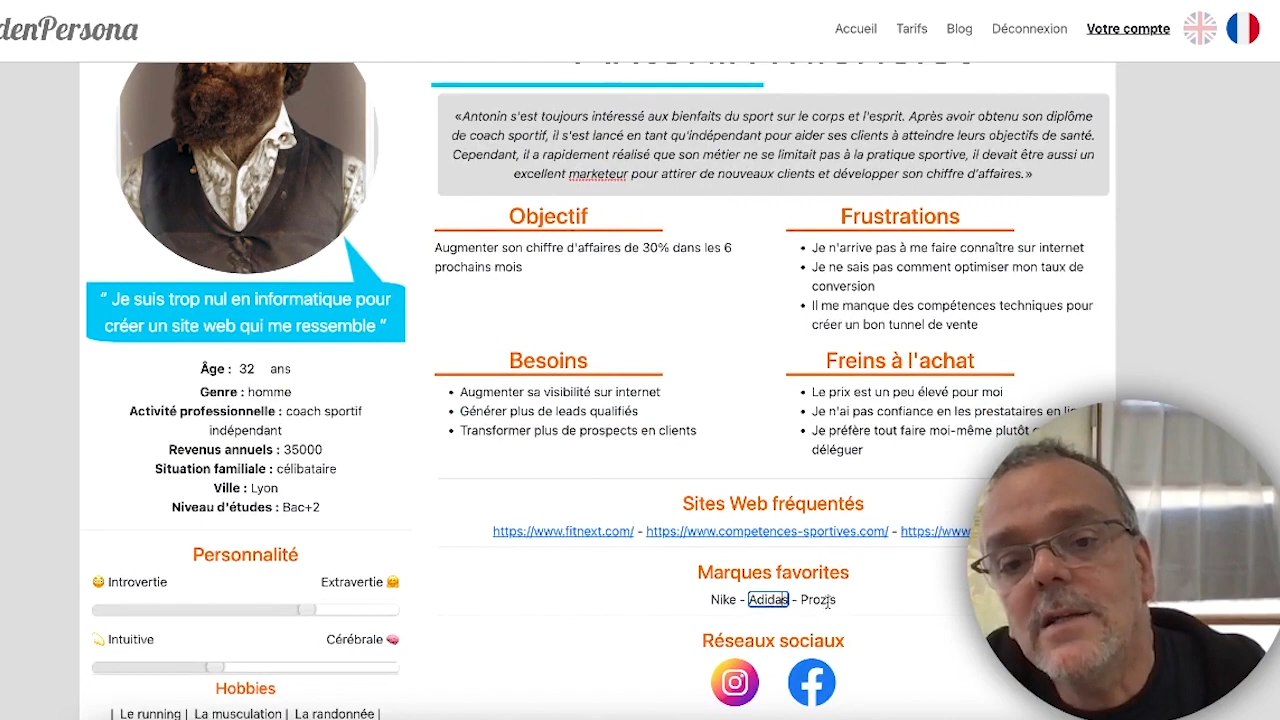 denPersona
Accueil
Tarifs
Blog
Déconnexion
Votre compte
«Antonin s'est toujours intéressé aux bienfaits du sport sur le corps et l'esprit. Après avoir obtenu son diplôme
de coach sportif, il s'est lancé en tant qu'indépendant pour aider ses clients à atteindre leurs objectifs de santé.
Cependant, il a rapidement réalisé que son métier ne se limitait pas à la pratique sportive, il devait être aussi un
excellent marketeur pour attirer de nouveaux clients et développer son chiffre d'affaires.»
“ Je suis trop nul en informatique pour
créer un site web qui me ressemble ”
Âge : 32 ans
Genre : homme
Activité professionnelle : coach sportif
indépendant
Revenus annuels : 35000
Situation familiale : célibataire
Ville : Lyon
Niveau d'études : Bac+2
Personnalité
Introvertie
Extravertie
Intuitive
Cérébrale
Hobbies
| Le running | La musculation | La randonnée |
Objectif
Augmenter son chiffre d'affaires de 30% dans les 6
prochains mois
Frustrations
• Je n'arrive pas à me faire connaître sur internet
• Je ne sais pas comment optimiser mon taux de
conversion
• Il me manque des compétences techniques pour
créer un bon tunnel de vente
Besoins
• Augmenter sa visibilité sur internet
• Générer plus de leads qualifiés
• Transformer plus de prospects en clients
Freins à l'achat
• Le prix est un peu élevé pour moi
• Je n'ai pas confiance en les prestataires en
• Je préfère tout faire moi-même plutôt
déléguer
Sites Web fréquentés
https://www.fitnext.com/ - https://www.competences-sportives.com/ - https://www
Marques favorites
Nike - Adidas - Prozis
Réseaux sociaux